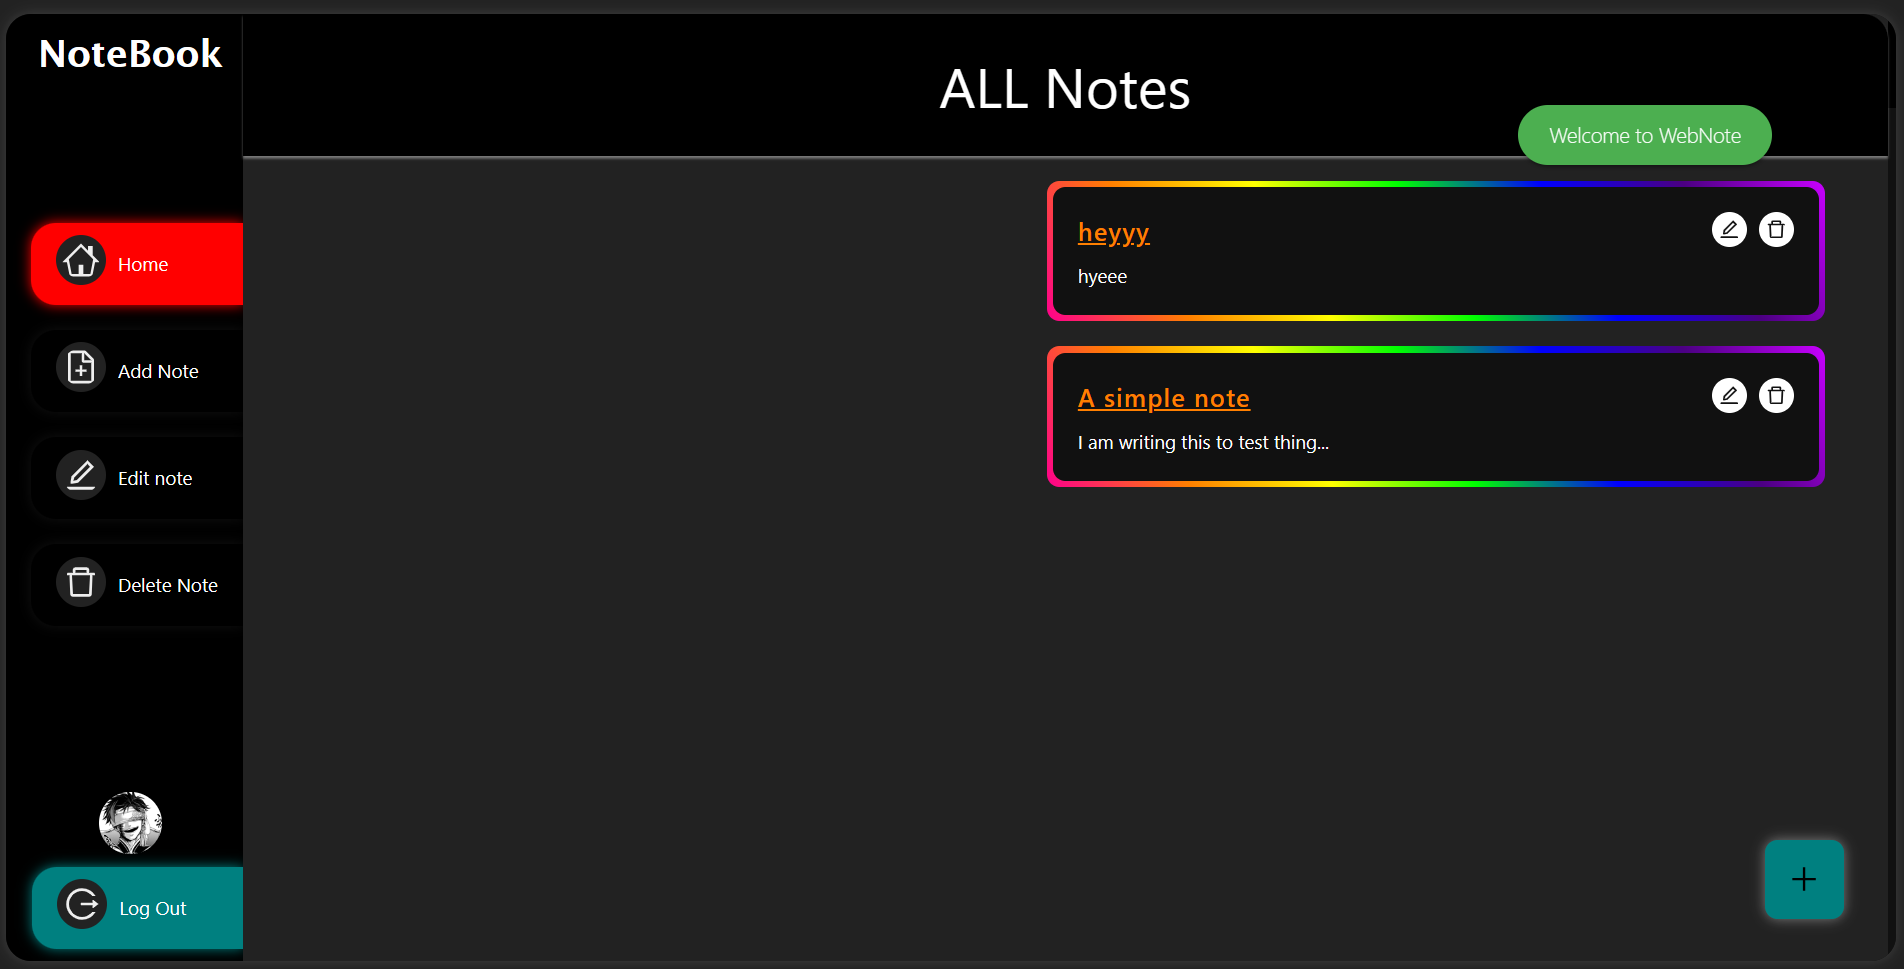 NoteBook
ALL Notes
Welcome to WebNote
Home
Add Note
Edit note
Delete Note
Log Out
heyyy
hyeee
A simple note
I am writing this to test thing...